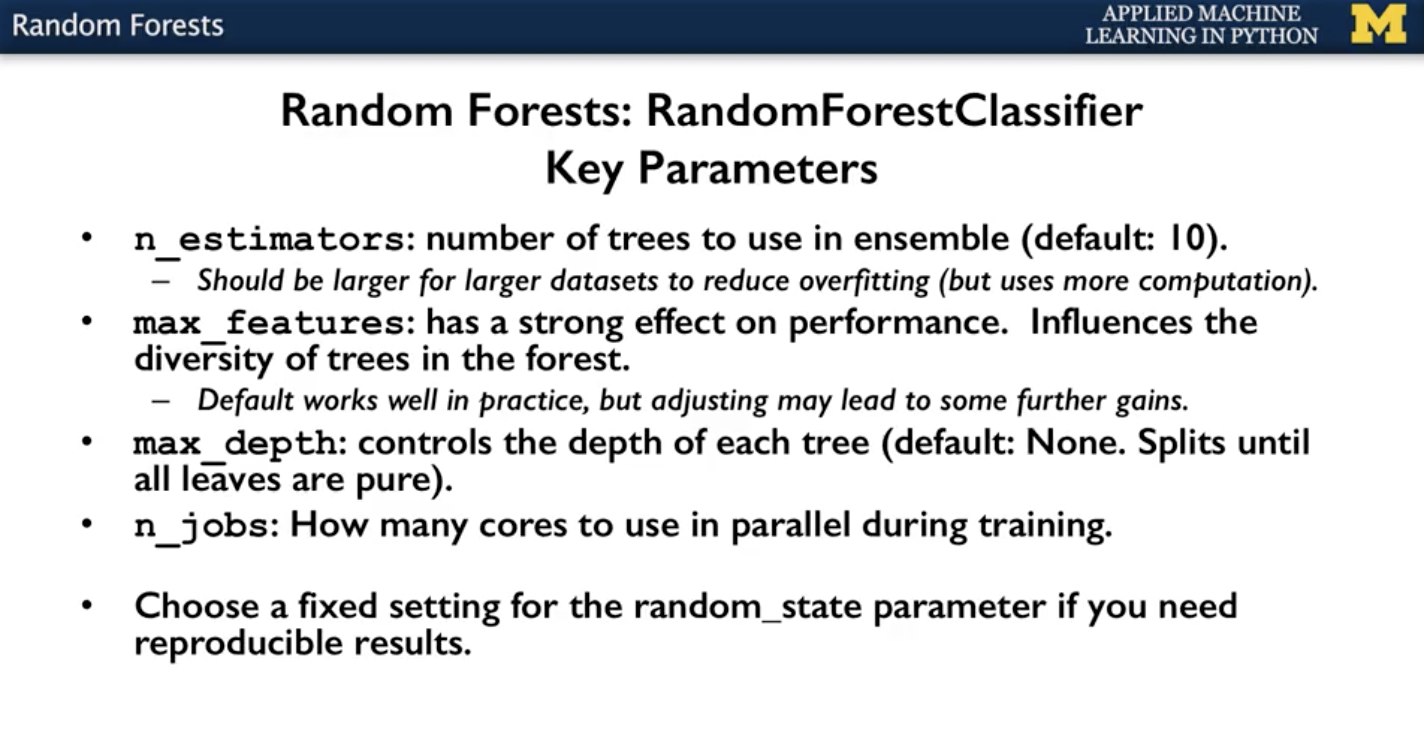 Random Forests
APPLIED MACHINE
LEARNING IN PYTHON
M
Random Forests: RandomForestClassifier
Key Parameters
• n_estimators: number of trees to use in ensemble (default: 10).
– Should be larger for larger datasets to reduce overfitting (but uses more computation).
• max_features: has a strong effect on performance. Influences the
diversity of trees in the forest.
– Default works well in practice, but adjusting may lead to some further gains.
• max_depth: controls the depth of each tree (default: None. Splits until
all leaves are pure).
• n_jobs: How many cores to use in parallel during training.
• Choose a fixed setting for the random_state parameter if you need
reproducible results.